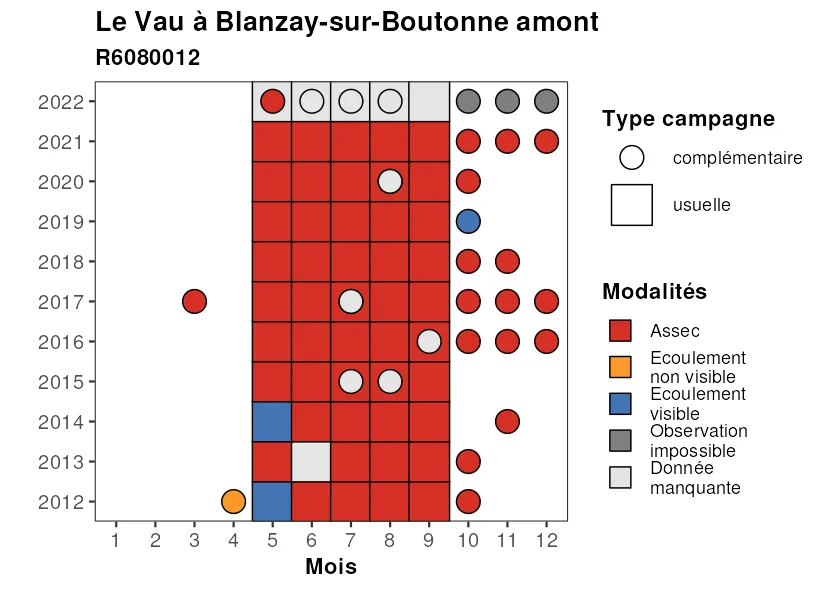 Le Vau à Blanzay-sur-Boutonne amont
R6080012
2022
2021
2020
2019
2018
2017
2016
2015
2014
2013
2012
1 2 3 4 5 6 7 8 9 10 11 12
Mois
Type campagne
complémentaire
usuelle
Modalités
Assec
Ecoulement
non visible
Ecoulement
visible
Observation
impossible
Donnée
manquante